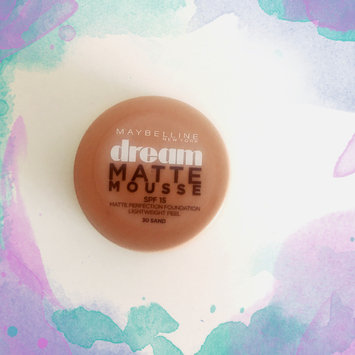 MAYBELLINE
NEW YORK
dream
MATTE
MOUSSE
SPF 15
MATTE PERFECTION FOUNDATION
LIGHTWEIGHT FEEL
30 SAND